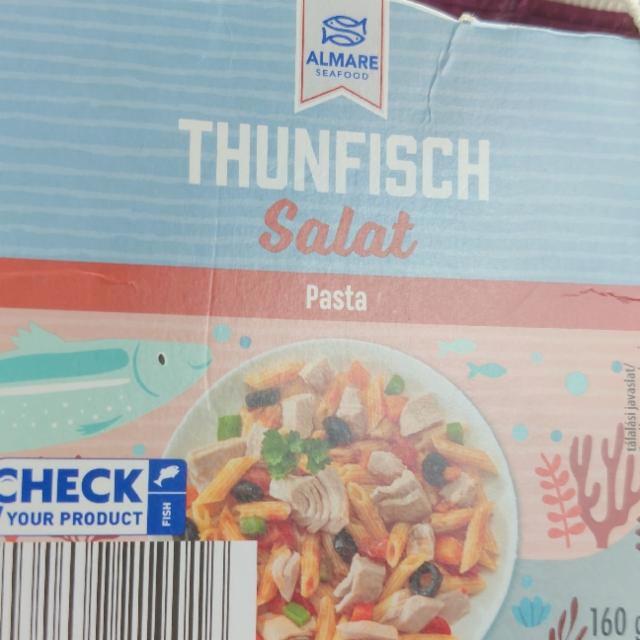 ALMARE
SEAFOOD
THUNFISCH
Salat
Pasta
tálalási javaslat/
CHECK
YOUR PRODUCT
FISH
160